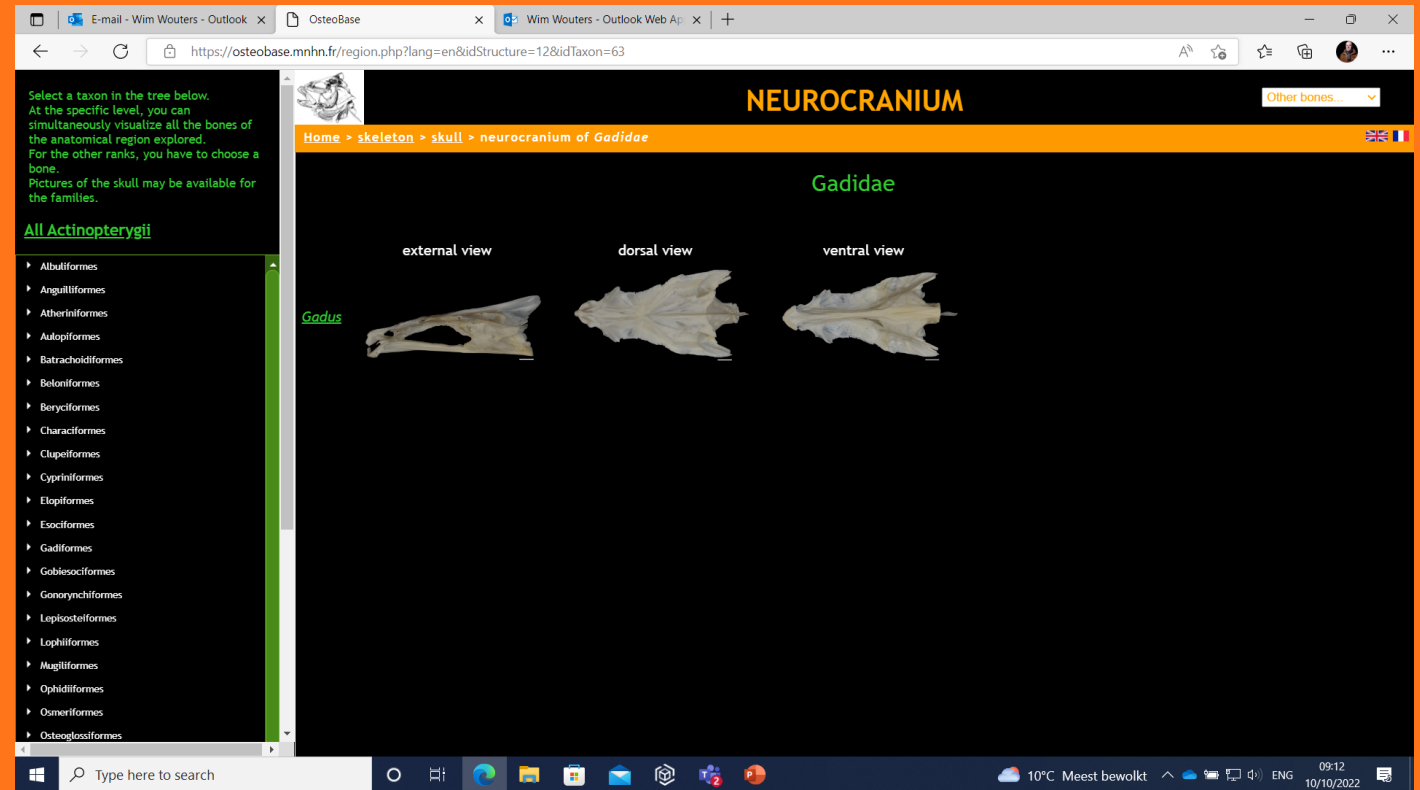 E-mail - Wim Wouters - Outlook
OsteoBase
Wim Wouters - Outlook Web Ap
https://osteobase.mnhn.fr/region.php?lang=en&idStructure=12&idTaxon=63
Select a taxon in the tree below.
At the specific level, you can
simultaneously visualize all the bones of
the anatomical region explored.
For the other ranks, you have to choose a
bone.
Pictures of the skull may be available for
the families.
All Actinopterygii
Albuliformes
Anguilliformes
Atheriniformes
Aulopiformes
Batrachoidiformes
Beloniformes
Beryciformes
Characiformes
Clupeiformes
Cypriniformes
Elopiformes
Esociformes
Gadiformes
Gobiesociformes
Gonorynchiformes
Lepisosteiformes
Lophiiformes
Mugiliformes
Ophidiiformes
Osmeriformes
Osteoglossiformes
NEUROCRANIUM
Other bones...
Home > skeleton > skull > neurocranium of Gadidae
Gadidae
external view dorsal view ventral view
Gadus
Type here to search
10°C Meest bewolkt
ENG
09:12
10/10/2022